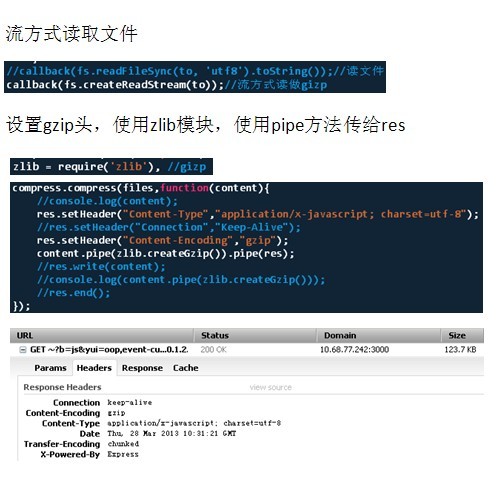 流方式读取文件
//callback(fs.readFileSync(to, 'utf8').toString());//读文件
callback(fs.createReadStream(to));//流方式读做gizp
设置gzip头，使用zlib模块，使用pipe方法传给res
zlib = require('zlib'), //gizp
compress.compress(files,function(content){
//console.log(content);
res.setHeader("Content-Type","application/x-javascript; charset=utf-8");
//res.setHeader("Connection","Keep-Alive");
res.setHeader("Content-Encoding","gzip");
content.pipe(zlib.createGzip()).pipe(res);
//res.write(content);
//console.log(content.pipe(zlib.createGzip()));
//res.end();
});
URL Status Domain Size
GET ~?b=js&yui=oop,event-cu...0.1.2. 200 OK 10.68.77.242:3000 123.7 KB
Params Headers Response Cache
Response Headers view source
Connection keep-alive
Content-Encoding gzip
Content-Type application/x-javascript; charset=utf-8
Date Thu, 28 Mar 2013 10:31:21 GMT
Transfer-Encoding chunked
X-Powered-By Express